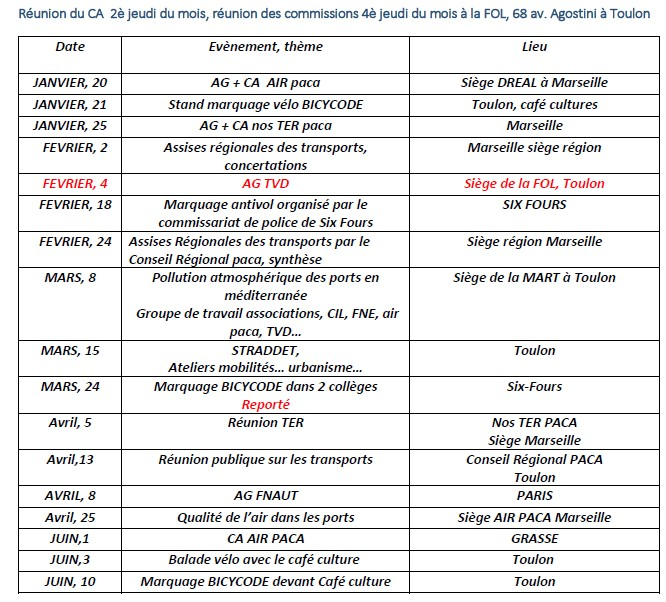 Réunion du CA 2è jeudi du mois, réunion des commissions 4è jeudi du mois à la FOL, 68 av. Agostini à Toulon
Date Evènement, thème Lieu
JANVIER, 20 AG + CA AIR paca Siège DREAL à Marseille
JANVIER, 21 Stand marquage vélo BICYCODE Toulon, café cultures
JANVIER, 25 AG + CA nos TER paca Marseille
FEVRIER, 2 Assises régionales des transports, Marseille siège région
concertations
FEVRIER, 4 AG TVD Siège de la FOL, Toulon
FEVRIER, 18 Marquage antivol organisé par le SIX FOURS
commissariat de police de Six Fours
FEVRIER, 24 Assises Régionales des transports par le Siège région Marseille
Conseil Régional paca, synthèse
MARS, 8 Pollution atmosphérique des ports en Siège de la MART à Toulon
méditerranée
Groupe de travail associations, CIL, FNE, air
paca, TVD...
MARS, 15 STRADDET, Toulon
Ateliers mobilités... urbanisme...
MARS, 24 Marquage BICYCODE dans 2 collèges Six-Fours
Reporté
Avril, 5 Réunion TER Nos TER PACA
Siège Marseille
Avril,13 Réunion publique sur les transports Conseil Régional PACA
Toulon
AVRIL, 8 AG FNAUT PARIS
Avril, 25 Qualité de l'air dans les ports Siège AIR PACA Marseille
JUIN,1 CA AIR PACA GRASSE
JUIN,3 Balade vélo avec le café culture Toulon
JUIN, 10 Marquage BICYCODE devant Café culture Toulon